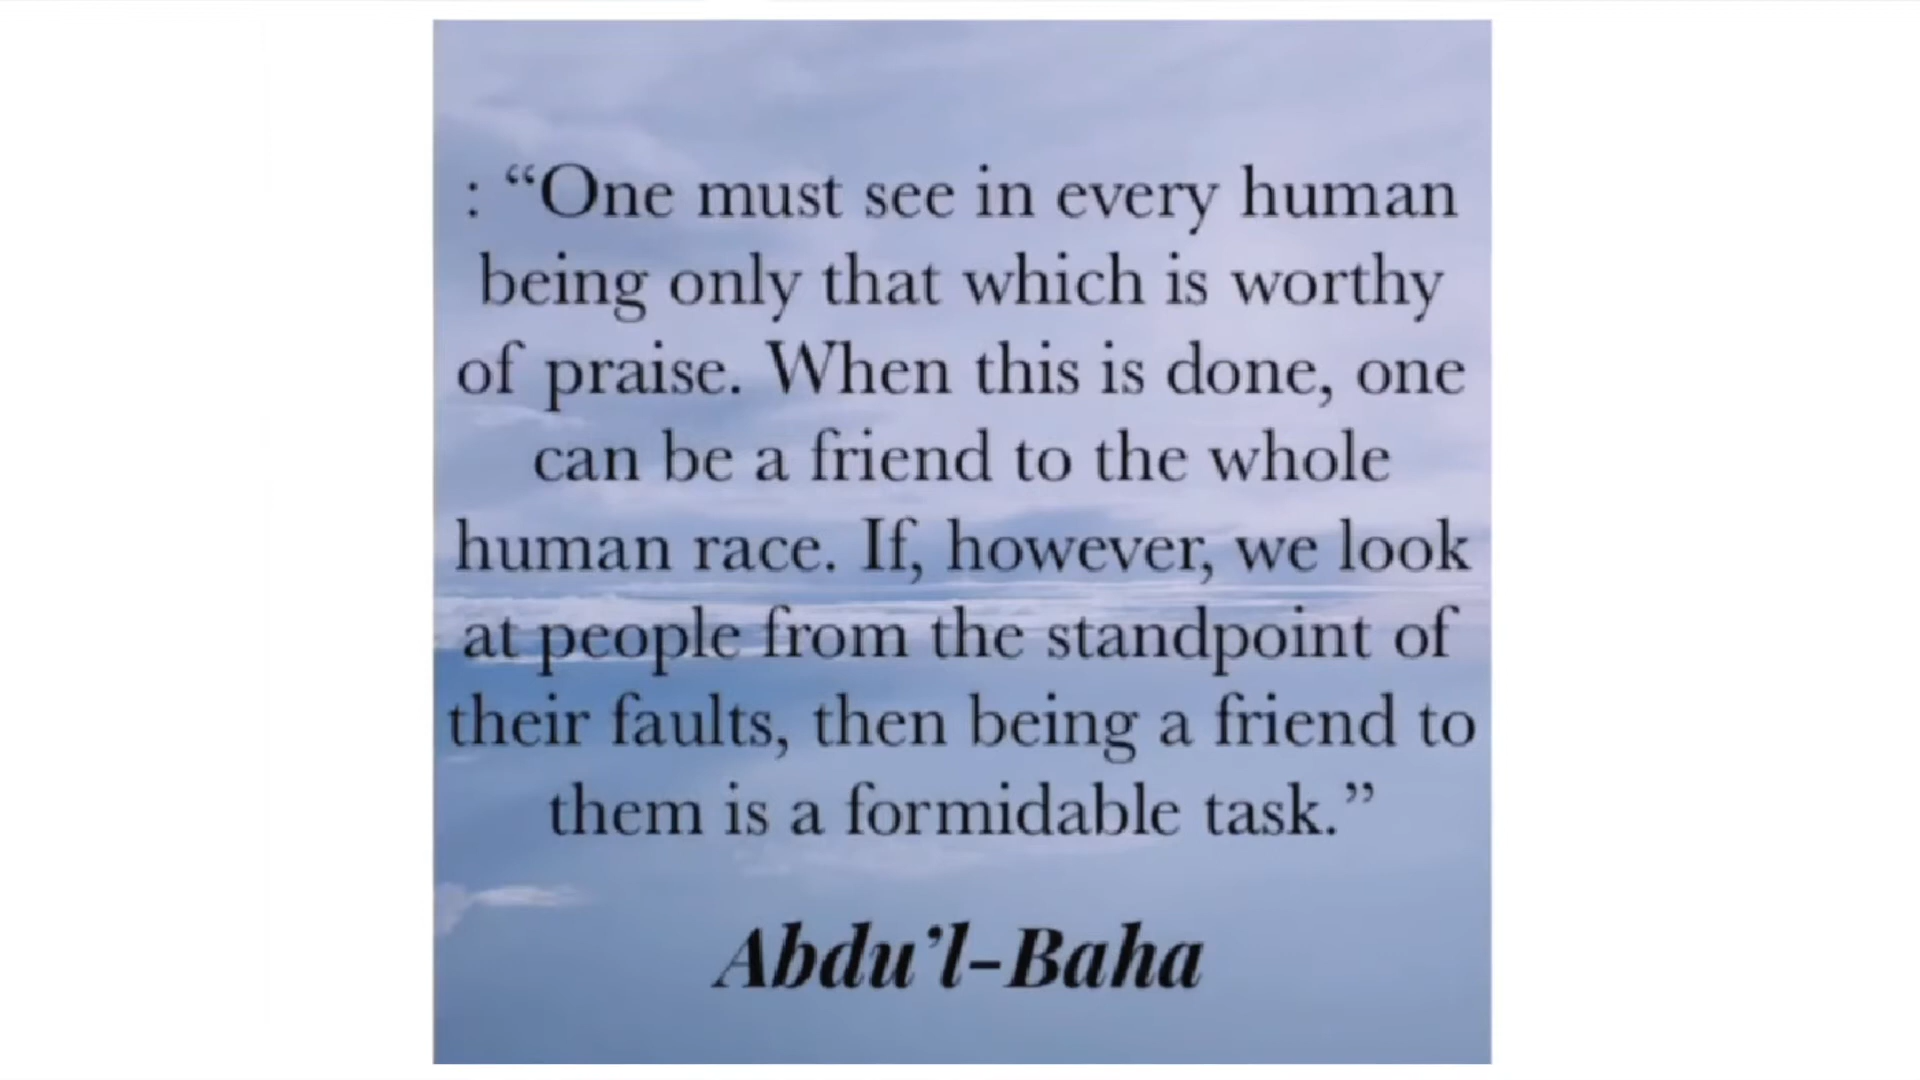 : “One must see in every human
being only that which is worthy
of praise. When this is done, one
can be a friend to the whole
human race. If, however, we look
at people from the standpoint of
their faults, then being a friend to
them is a formidable task.”
Abdu’l-Baha